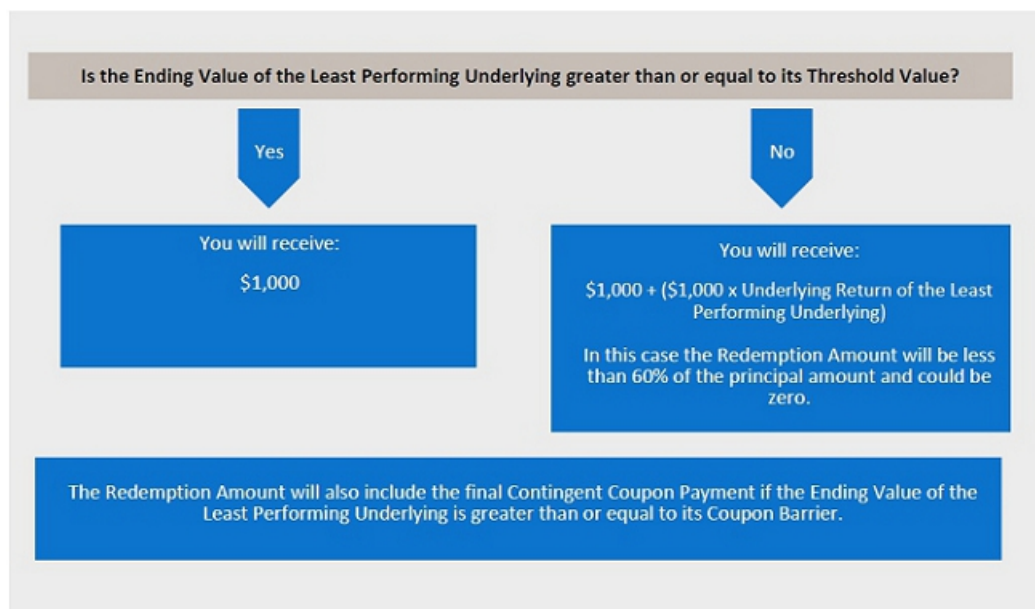 Is the Ending Value of the Least Performing Underlying greater than or equal to its Threshold Value?
Yes
No
You will receive:
$1,000
You will receive:
$1,000 + ($1,000 x Underlying Return of the Least
Performing Underlying)
In this case the Redemption Amount will be less
than 60% of the principal amount and could be
zero.
The Redemption Amount will also include the final Contingent Coupon Payment if the Ending Value of the
Least Performing Underlying is greater than or equal to its Coupon Barrier.